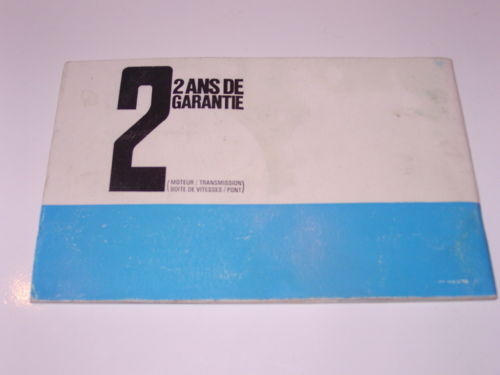 2
2 ANS DE
GARANTIE
(MOTEUR / TRANSMISSION
BOITE DE VITESSES / PONT)